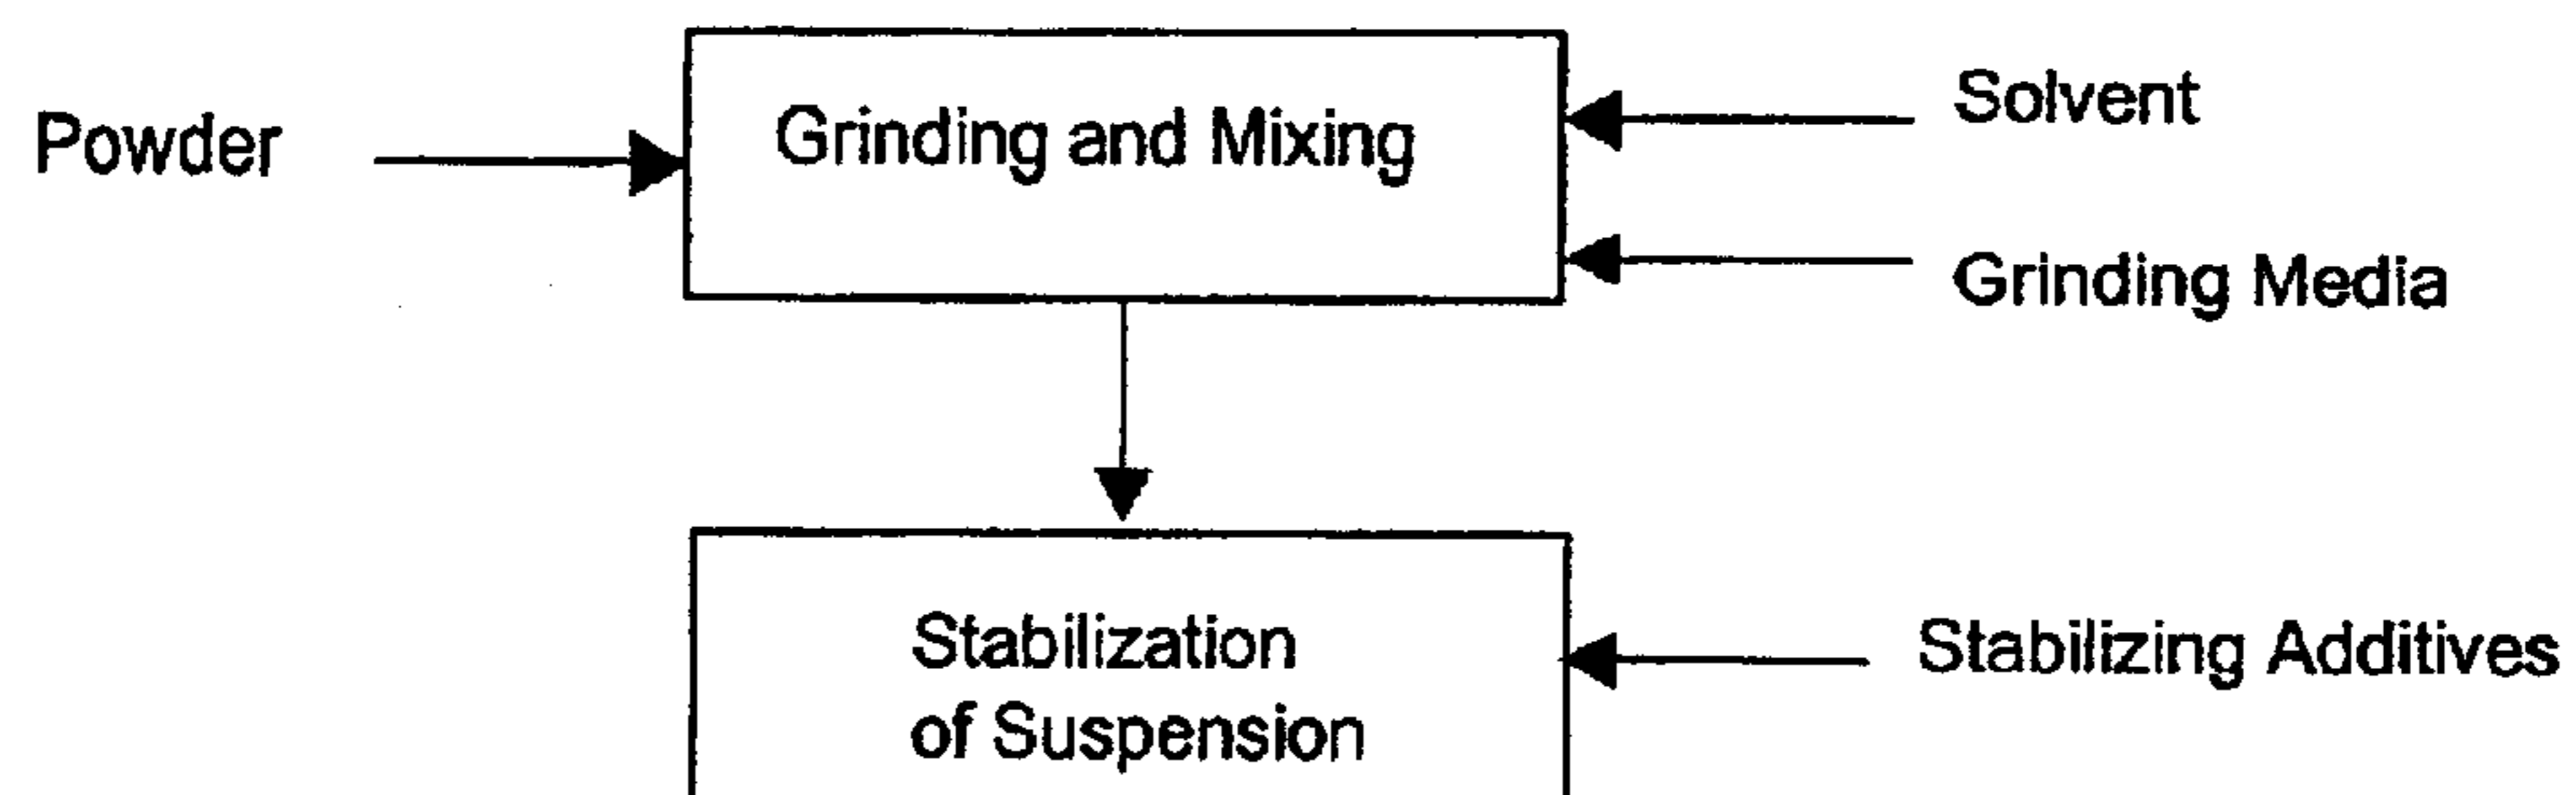 Powder
Grinding and Mixing
Solvent
Grinding Media
Stabilization
of Suspension
Stabilizing Additives